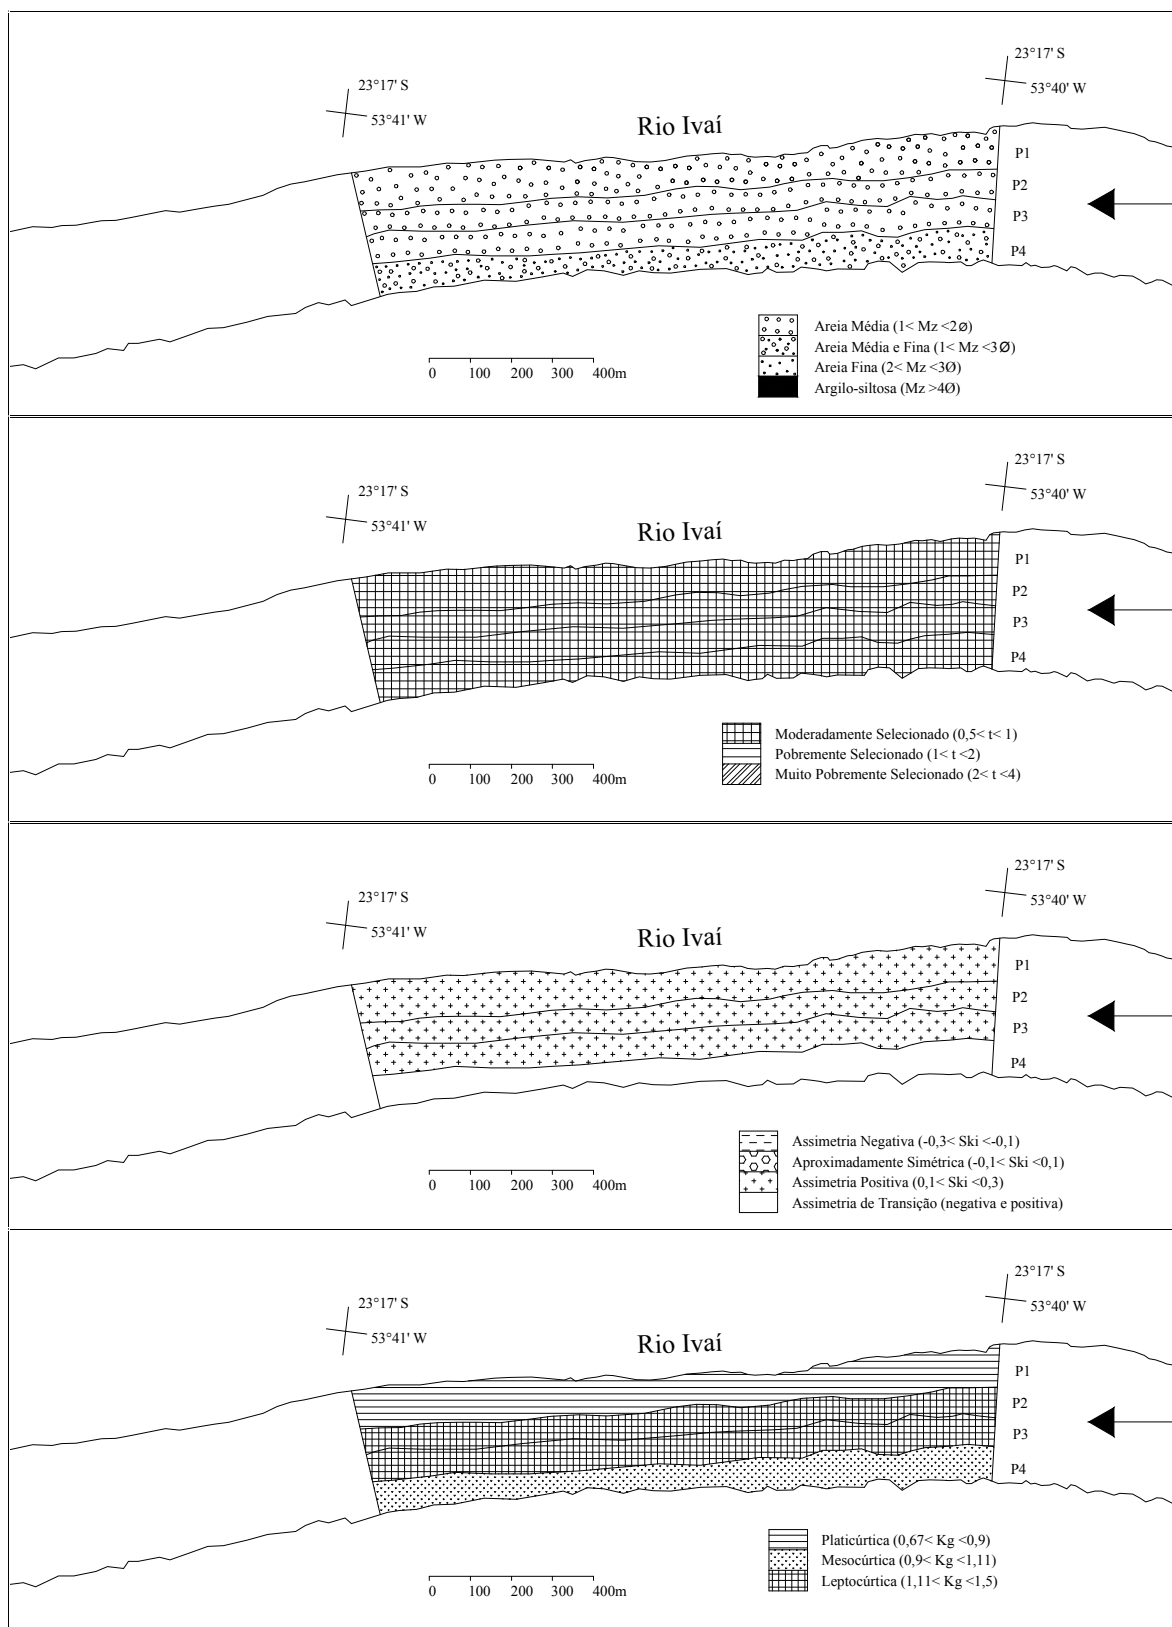 23°17' S
53°40' W
23°17' S
53°41' W
Rio Ivaí
P1
P2
P3
P4
Areia Média (1< Mz <2ø)
Areia Média e Fina (1< Mz <3Ø)
Areia Fina (2< Mz <3Ø)
Argilo-siltosa (Mz >4Ø)
0 100 200 300 400m
23°17' S
53°40' W
23°17' S
53°41' W
Rio Ivaí
P1
P2
P3
P4
Moderadamente Selecionado (0,5< t< 1)
Pobremente Selecionado (1< t <2)
Muito Pobremente Selecionado (2< t <4)
0 100 200 300 400m
23°17' S
53°40' W
23°17' S
53°41' W
Rio Ivaí
P1
P2
P3
P4
Assimetria Negativa (-0,3< Ski <-0,1)
Aproximadamente Simétrica (-0,1< Ski <0,1)
Assimetria Positiva (0,1< Ski <0,3)
Assimetria de Transição (negativa e positiva)
0 100 200 300 400m
23°17' S
53°40' W
23°17' S
53°41' W
Rio Ivaí
P1
P2
P3
P4
Platicúrtica (0,67< Kg <0,9)
Mesocúrtica (0,9< Kg <1,11)
Leptocúrtica (1,11< Kg <1,5)
0 100 200 300 400m